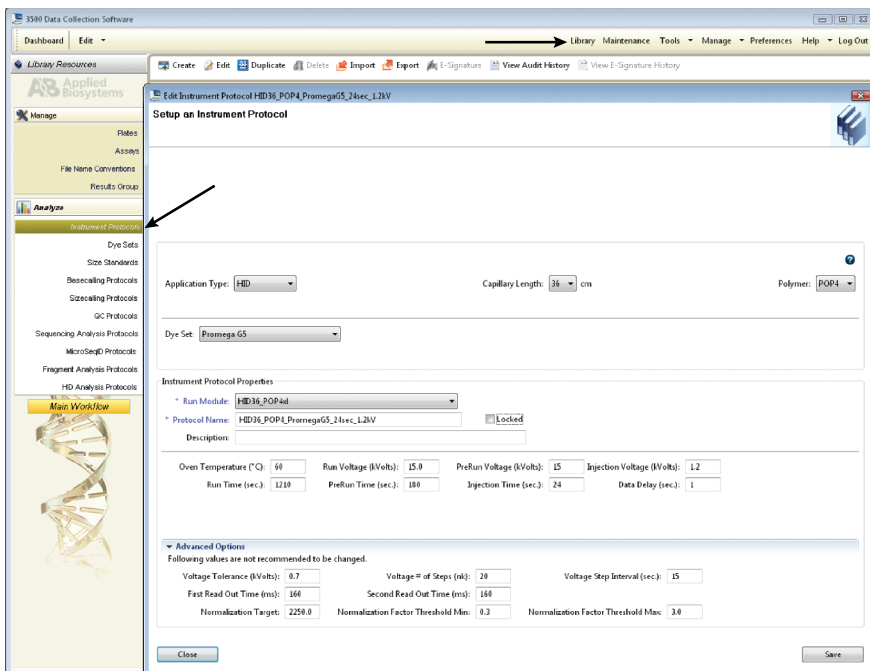 3500 Data Collection Software
Dashboard Edit Library Maintenance Tools Manage Preferences Help Log Out
Library Resources
Create Edit Duplicate Delete Import Export E-Signature View Audit History View E-Signature History
AB Applied Biosystems
Edit Instrument Protocol HID36_POP4_PromegaG5_24sec_1.2kV
Setup an Instrument Protocol
Manage
Plates
Assays
File Name Conventions
Results Group
Analyze
Instrument Protocols
Dye Sets
Size Standards
Basecalling Protocols
Sizecalling Protocols
QC Protocols
Sequencing Analysis Protocols
MicroSeqID Protocols
Fragment Analysis Protocols
HID Analysis Protocols
Main Workflow
Application Type: HID Capillary Length: 36 cm Polymer: POP4
Dye Set: Promega G5
Instrument Protocol Properties
* Run Module: HID36_POP4xl
* Protocol Name: HID36_POP4_PromegaG5_24sec_1.2kV Locked
Description:
Oven Temperature (°C): 60 Run Voltage (kVolts): 15.0 PreRun Voltage (kVolts): 15 Injection Voltage (kVolts): 1.2
Run Time (sec.): 1210 PreRun Time (sec.): 180 Injection Time (sec.): 24 Data Delay (sec.): 1
Advanced Options
Following values are not recommended to be changed.
Voltage Tolerance (kVolts): 0.7 Voltage # of Steps (nk): 20 Voltage Step Interval (sec.): 15
First Read Out Time (ms): 160 Second Read Out Time (ms): 160
Normalization Target: 2250.0 Normalization Factor Threshold Min: 0.3 Normalization Factor Threshold Max: 3.0
Close Save